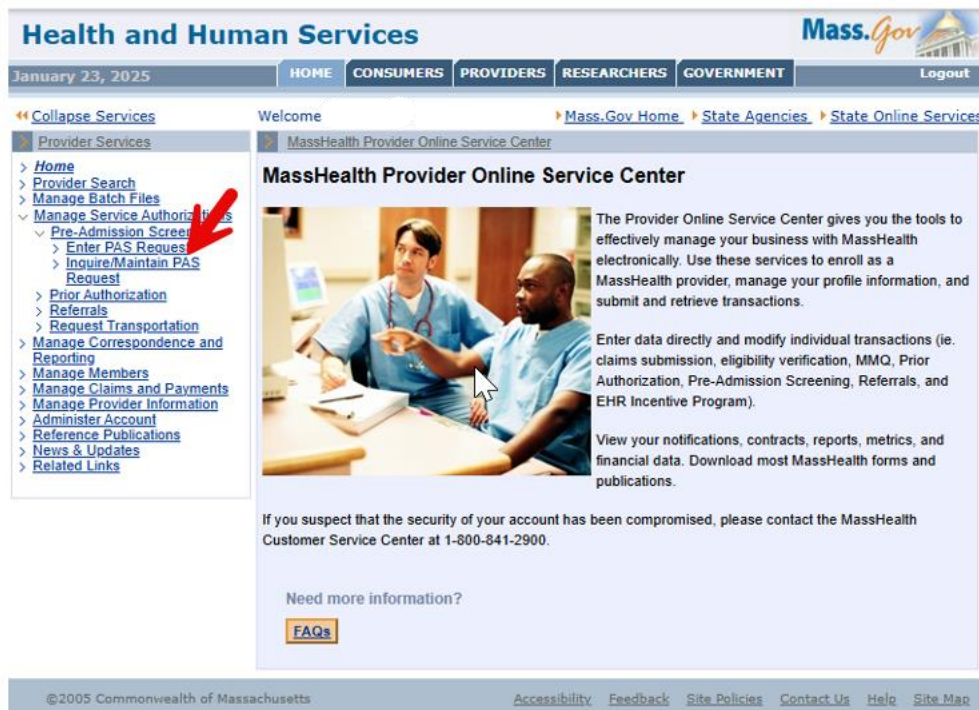 Health and Human Services
Mass.Gov
January 23, 2025
HOME CONSUMERS PROVIDERS RESEARCHERS GOVERNMENT
Logout
Collapse Services
Welcome
Mass.Gov Home State Agencies State Online Services
Provider Services
Home
Provider Search
Manage Batch Files
Manage Service Authorizations
Pre-Admission Screen
Enter PAS Request
Inquire/Maintain PAS
Request
Prior Authorization
Referrals
Request Transportation
Manage Correspondence and
Reporting
Manage Members
Manage Claims and Payments
Manage Provider Information
Administer Account
Reference Publications
News & Updates
Related Links
MassHealth Provider Online Service Center
MassHealth Provider Online Service Center
The Provider Online Service Center gives you the tools to
effectively manage your business with MassHealth
electronically. Use these services to enroll as a
MassHealth provider, manage your profile information, and
submit and retrieve transactions.
Enter data directly and modify individual transactions (ie.
claims submission, eligibility verification, MMQ, Prior
Authorization, Pre-Admission Screening, Referrals, and
EHR Incentive Program).
View your notifications, contracts, reports, metrics, and
financial data. Download most MassHealth forms and
publications.
If you suspect that the security of your account has been compromised, please contact the MassHealth
Customer Service Center at 1-800-841-2900.
Need more information?
FAQs
©2005 Commonwealth of Massachusetts
Accessibility Feedback Site Policies Contact Us Help Site Map